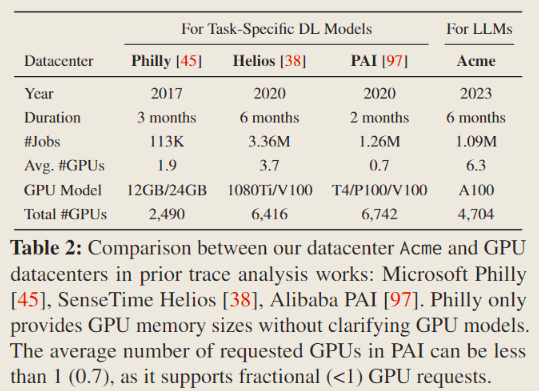 For Task-Specific DL Models For LLMs
Datacenter Philly [45] Helios [38] PAI [97] Acme
Year 2017 2020 2020 2023
Duration 3 months 6 months 2 months 6 months
#Jobs 113K 3.36M 1.26M 1.09M
Avg. #GPUs 1.9 3.7 0.7 6.3
GPU Model 12GB/24GB 1080Ti/V100 T4/P100/V100 A100
Total #GPUs 2,490 6,416 6,742 4,704
Table 2: Comparison between our datacenter Acme and GPU
datacenters in prior trace analysis works: Microsoft Philly
[45], SenseTime Helios [38], Alibaba PAI [97]. Philly only
provides GPU memory sizes without clarifying GPU models.
The average number of requested GPUs in PAI can be less
than 1 (0.7), as it supports fractional (<1) GPU requests.